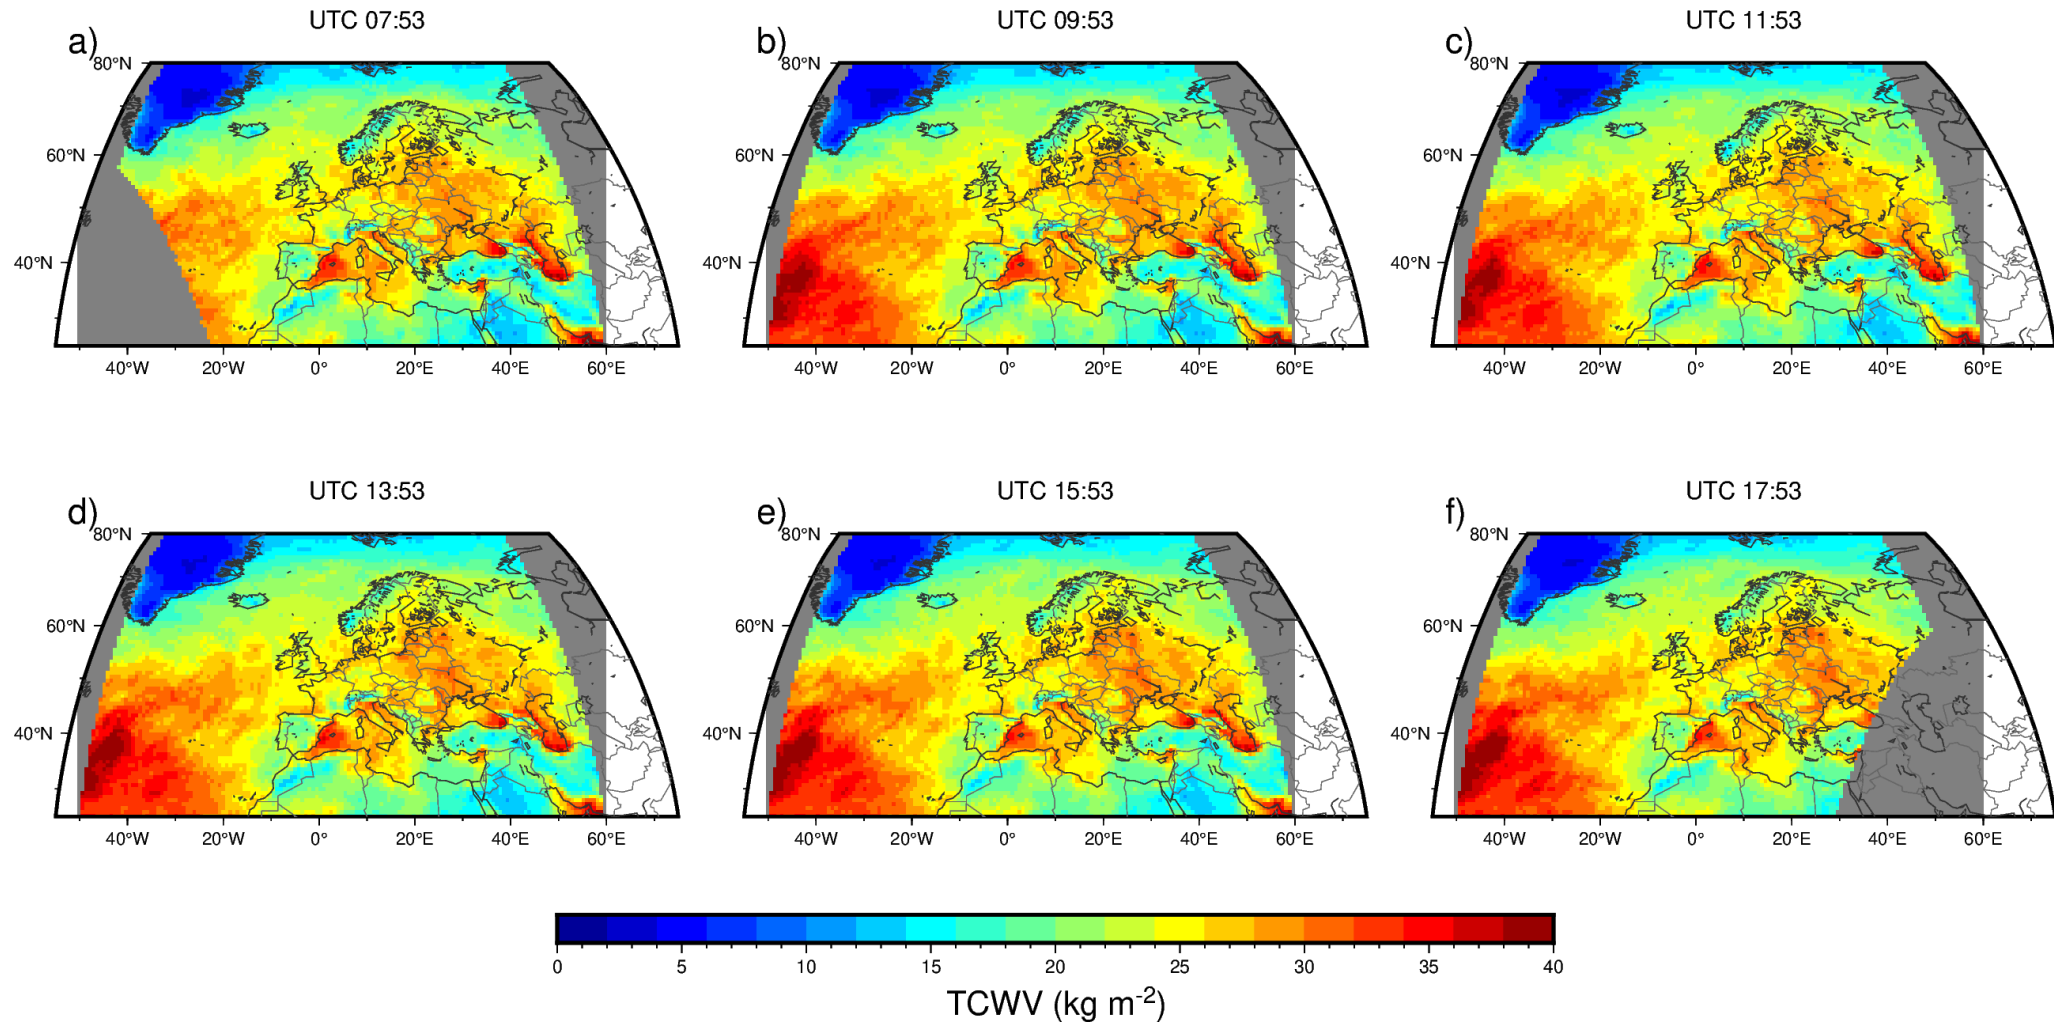 UTC 07:53
UTC 09:53
UTC 11:53
a)
b)
c)
80°N
80°N
80°N
60°N
60°N
60°N
40°N
40°N
40°N
40°W 20°W 0° 20°E 40°E 60°E
40°W 20°W 0° 20°E 40°E 60°E
40°W 20°W 0° 20°E 40°E 60°E
UTC 13:53
UTC 15:53
UTC 17:53
d)
e)
f)
80°N
80°N
80°N
60°N
60°N
60°N
40°N
40°N
40°N
40°W 20°W 0° 20°E 40°E 60°E
40°W 20°W 0° 20°E 40°E 60°E
40°W 20°W 0° 20°E 40°E 60°E
0 5 10 15 20 25 30 35 40
TCWV (kg m⁻²)